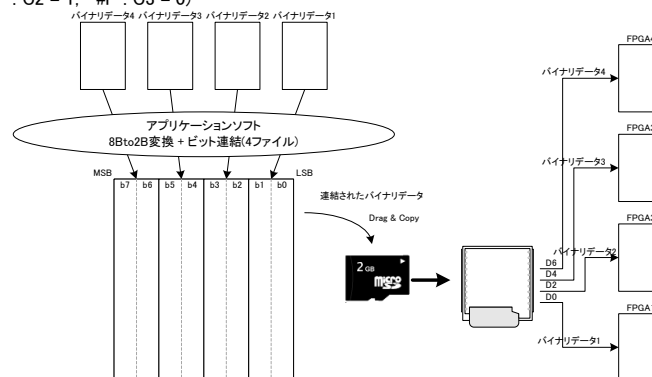 : G2 = 1, #P : G3 = 0)
バイナリデータ4 バイナリデータ3 バイナリデータ2 バイナリデータ1
アプリケーションソフト
8Bto2B変換 + ビット連結(4ファイル)
MSB
LSB
b7 b6 b5 b4 b3 b2 b1 b0
連結されたバイナリデータ
Drag & Copy
2 GB
micro
D6
D4
D2
D0
バイナリデータ4
バイナリデータ3
バイナリデータ2
バイナリデータ1
FPGA4
FPGA1